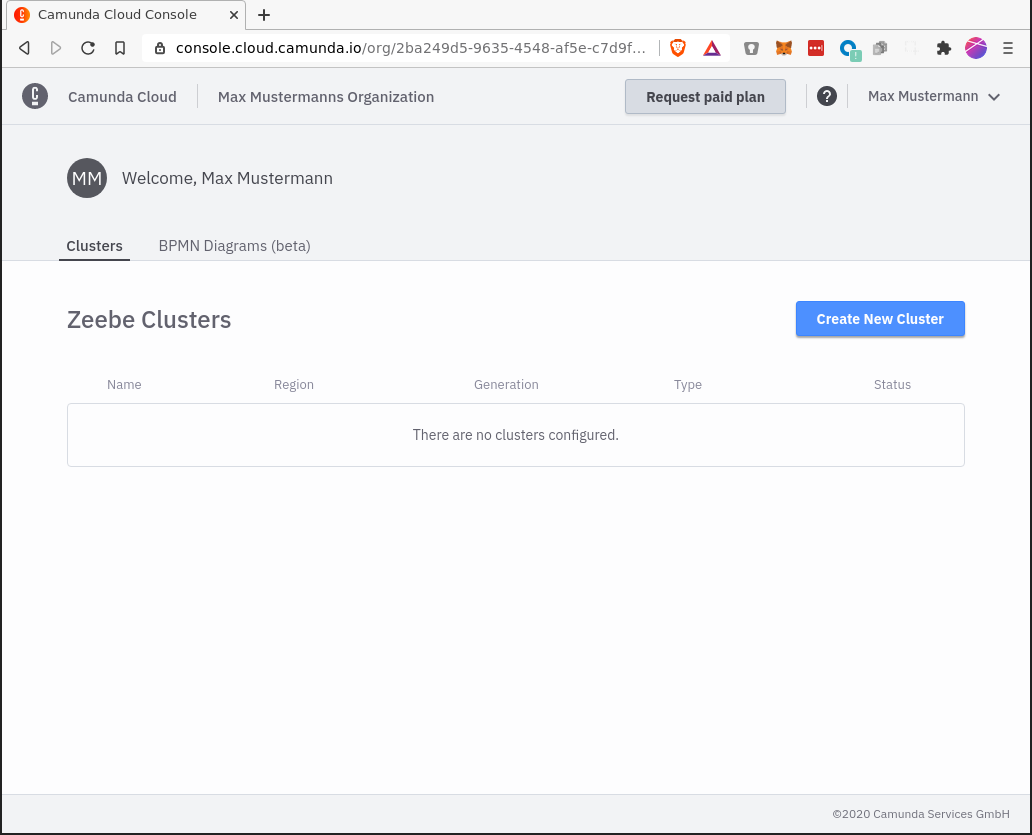 Camunda Cloud Console
console.cloud.camunda.io/org/2ba249d5-9635-4548-af5e-c7d9f...
Camunda Cloud
Max Mustermanns Organization
Request paid plan
?
Max Mustermann
MM
Welcome, Max Mustermann
Clusters
BPMN Diagrams (beta)
Zeebe Clusters
Create New Cluster
Name Region Generation Type Status
There are no clusters configured.
©2020 Camunda Services GmbH